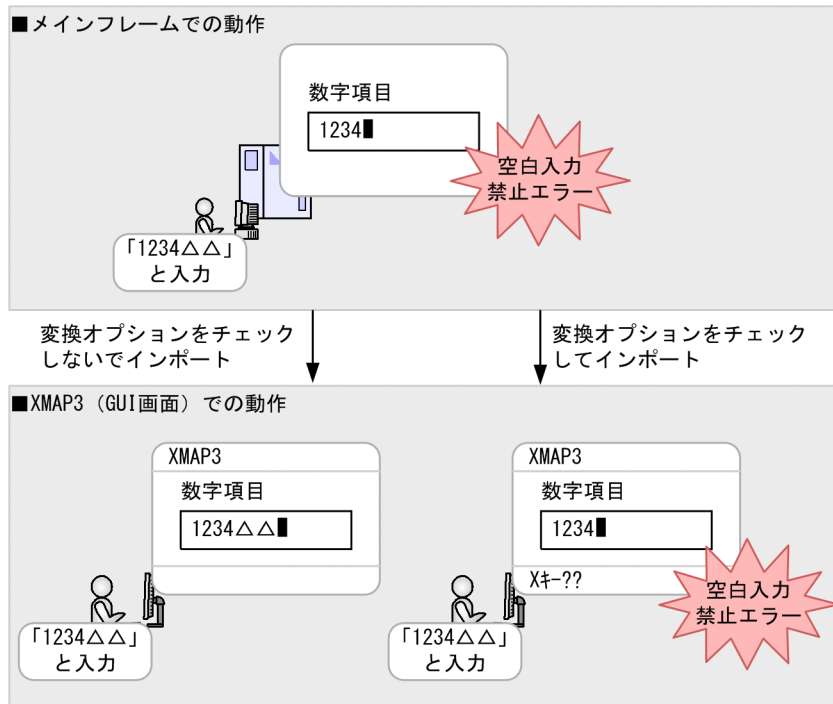 ■メインフレームでの動作
数字項目
1234█
空白入力
禁止エラー
「1234△△」
と入力
変換オプションをチェック
しないでインポート
変換オプションをチェック
してインポート
■XMAP3（GUI画面）での動作
XMAP3
数字項目
1234△△█
「1234△△」
と入力
XMAP3
数字項目
1234█
Xｷｰ??
空白入力
禁止エラー
「1234△△」
と入力